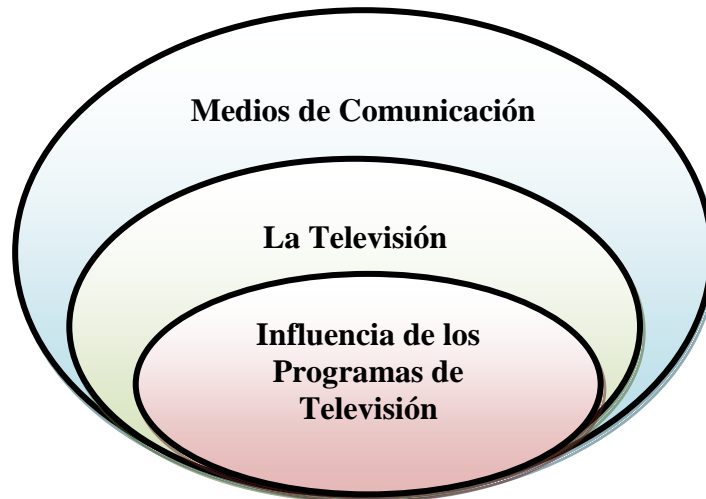 Medios de Comunicación
La Televisión
Influencia de los
Programas de
Televisión